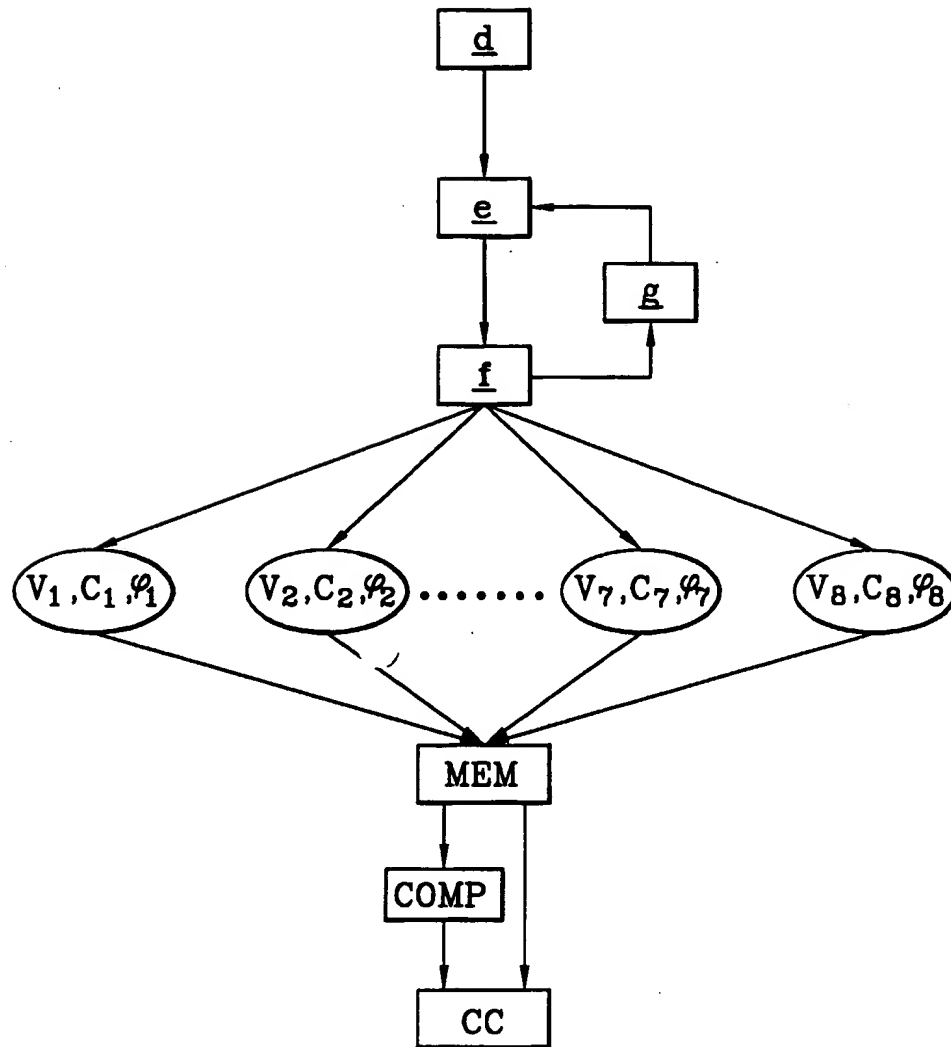 d
e
g
f
V₁,C₁,φ₁
V₂,C₂,φ₂
.......
V₇,C₇,φ₇
V₈,C₈,φ₈
MEM
COMP
CC